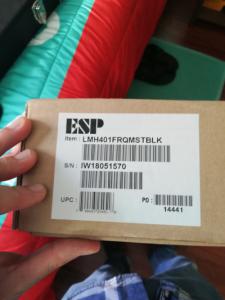 ESP
Item: LMH401FRQMSTBLK
S/N: IW18051570
UPC: PO:
14441